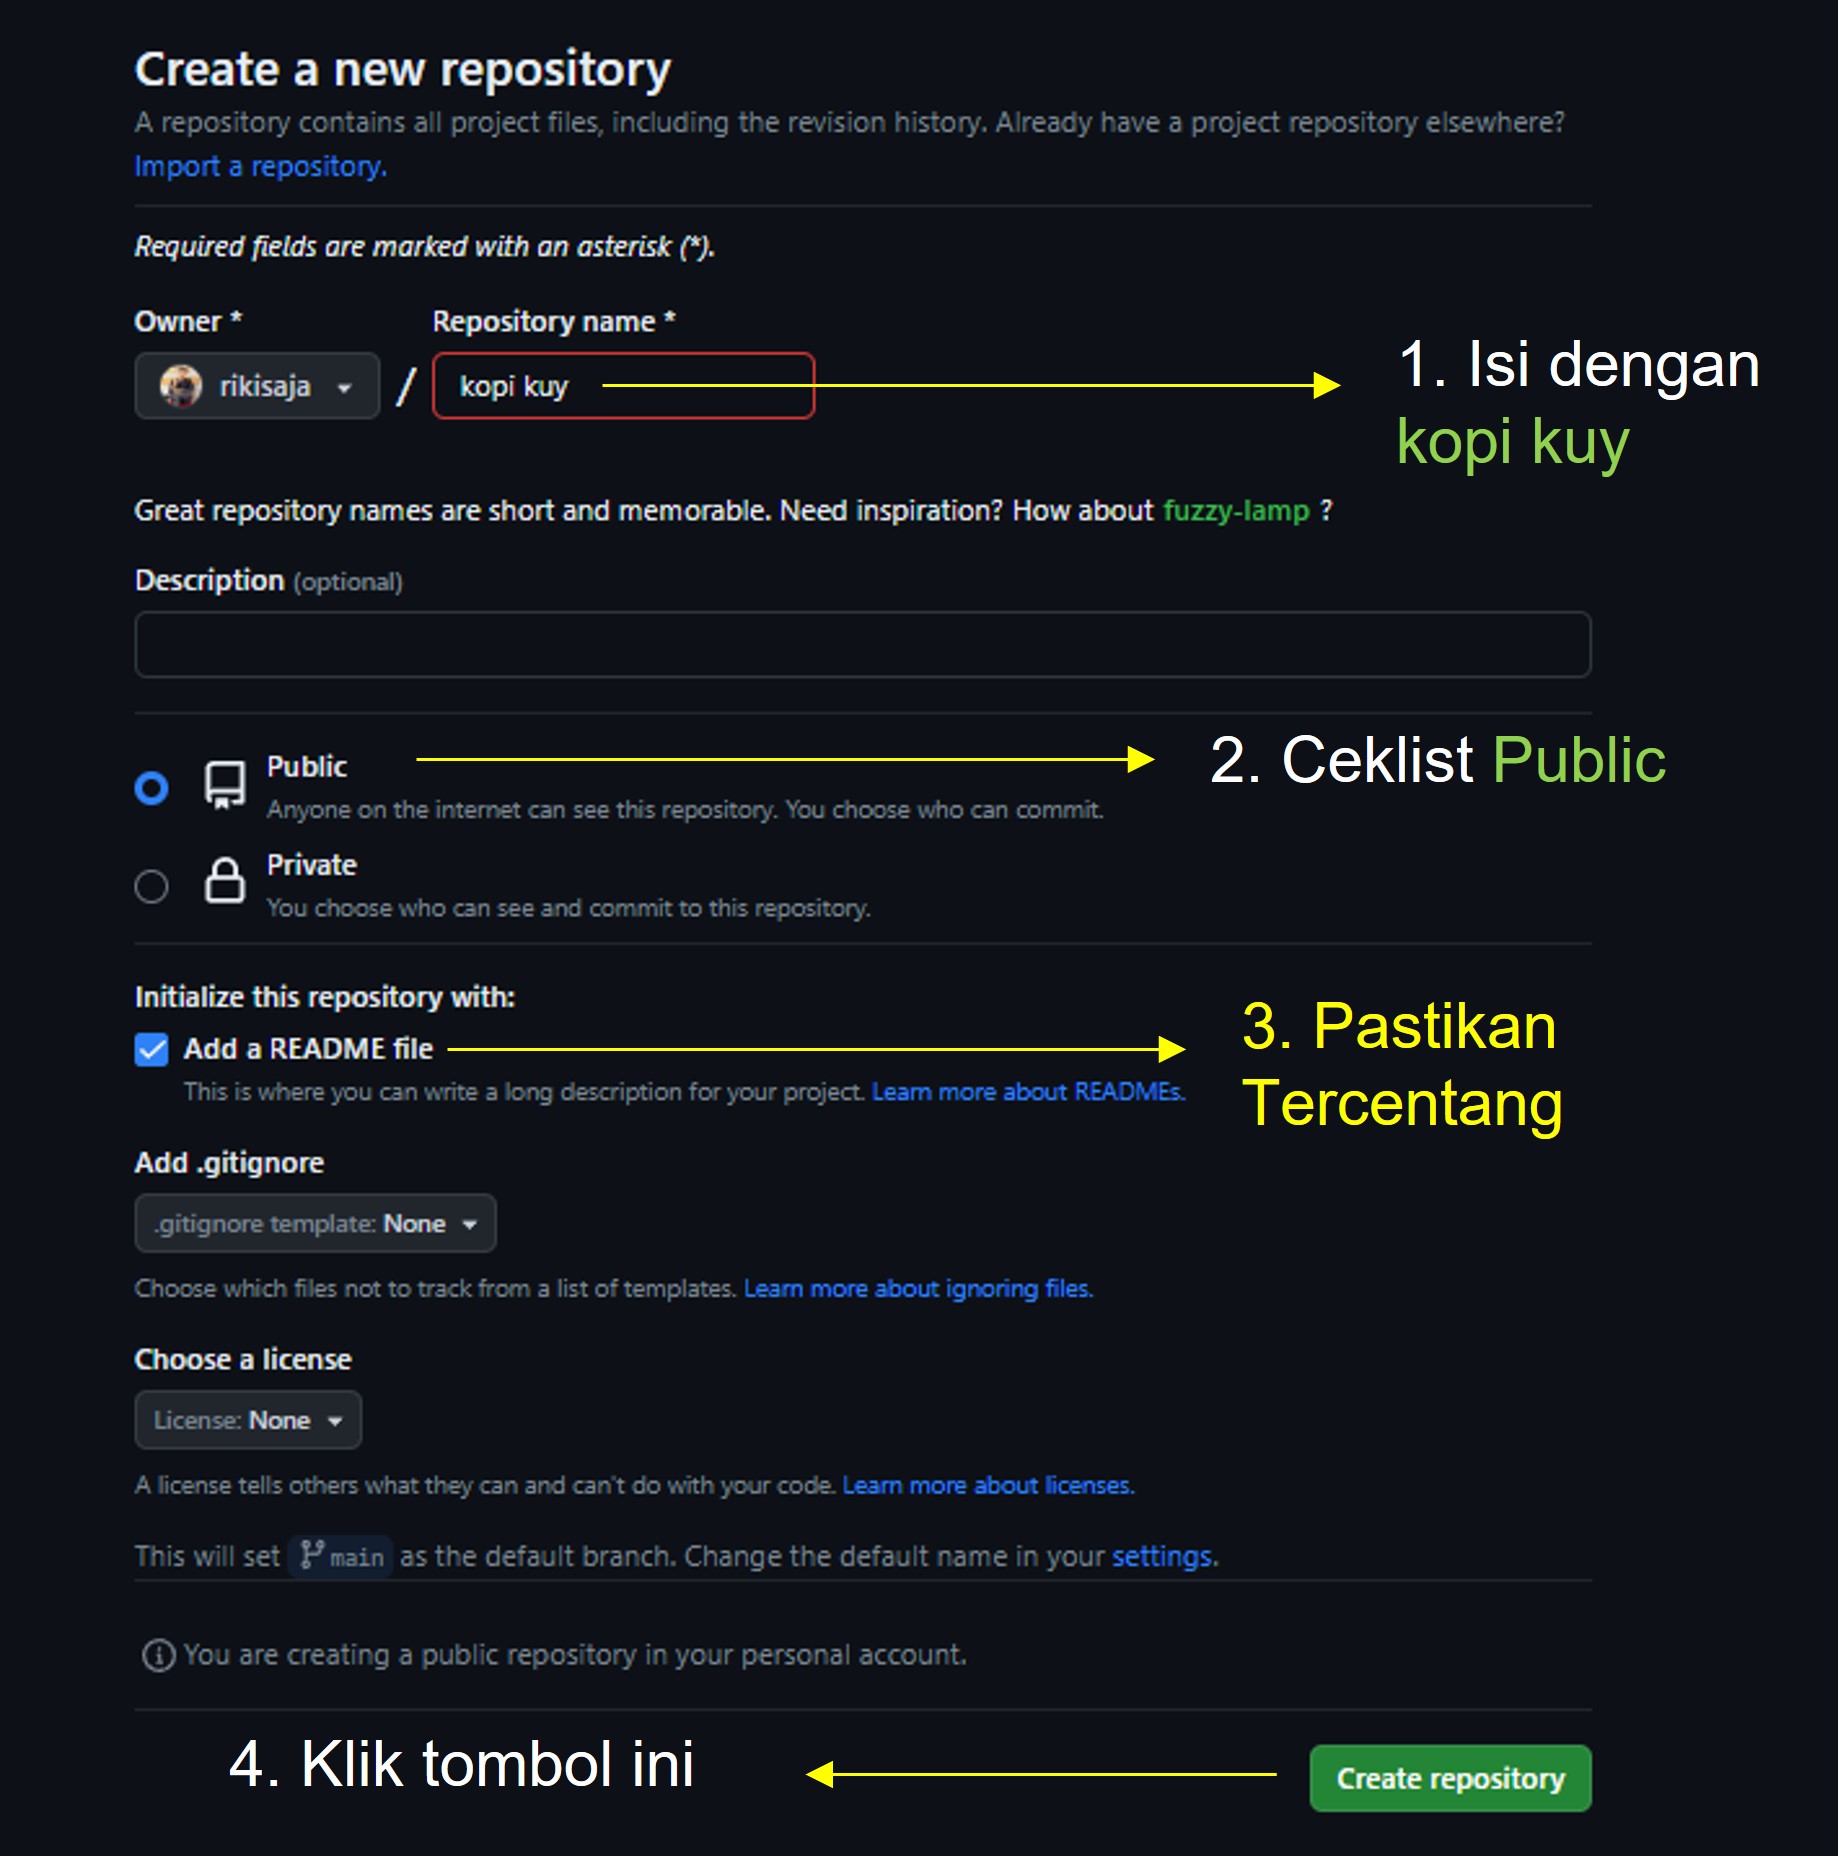 Create a new repository
A repository contains all project files, including the revision history. Already have a project repository elsewhere?
Import a repository.
Required fields are marked with an asterisk (*).
Owner *
Repository name *
rikisaja
/
kopi kuy
1. Isi dengan
kopi kuy
Great repository names are short and memorable. Need inspiration? How about fuzzy-lamp ?
Description (optional)
Public
Anyone on the internet can see this repository. You choose who can commit.
2. Ceklist Public
Private
You choose who can see and commit to this repository.
Initialize this repository with:
Add a README file
This is where you can write a long description for your project. Learn more about READMEs.
3. Pastikan
Tercentang
Add .gitignore
.gitignore template: None
Choose which files not to track from a list of templates. Learn more about ignoring files.
Choose a license
License: None
A license tells others what they can and can't do with your code. Learn more about licenses.
This will set main as the default branch. Change the default name in your settings.
You are creating a public repository in your personal account.
4. Klik tombol ini
Create repository